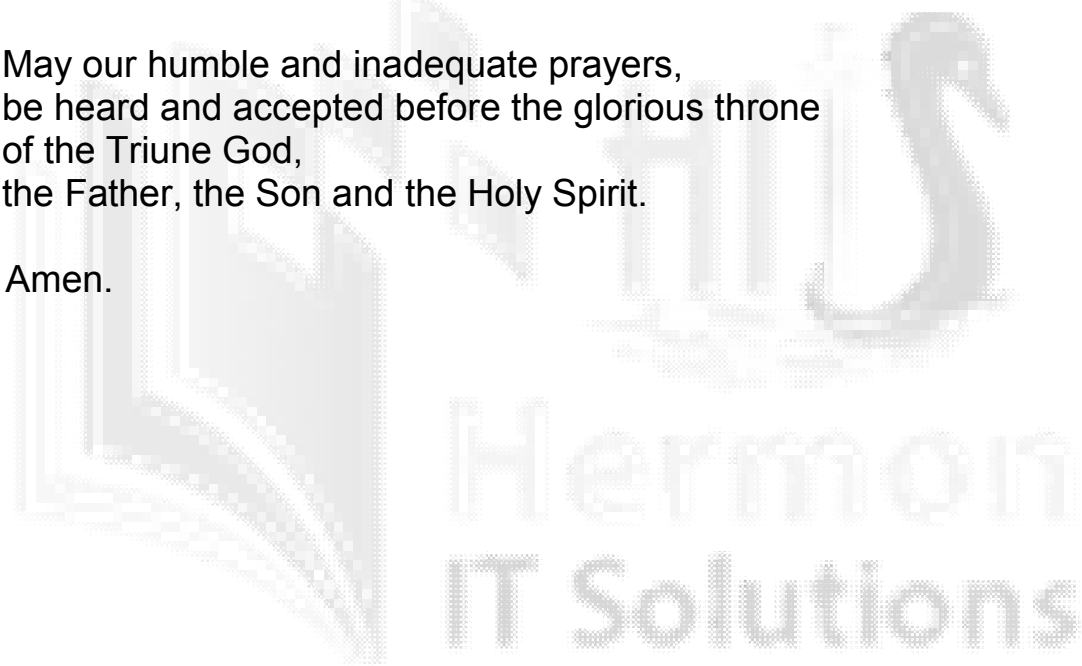 May our humble and inadequate prayers,
be heard and accepted before the glorious throne
of the Triune God,
the Father, the Son and the Holy Spirit.
Amen.
HIS
Hermon
IT Solutions